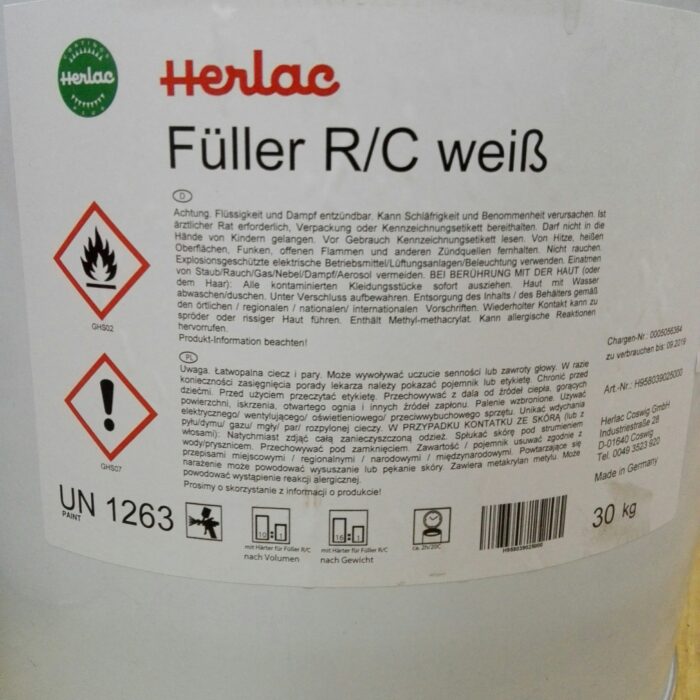 COATINGS
Herlac
PLUS
Herlac
Füller R/C weiß
D
Achtung. Flüssigkeit und Dampf entzündbar. Kann Schläfrigkeit und Benommenheit verursachen. Ist
ärztlicher Rat erforderlich, Verpackung oder Kennzeichnungsetikett bereithalten. Darf nicht in die
Hände von Kindern gelangen. Vor Gebrauch Kennzeichnungsetikett lesen. Von Hitze, heißen
Oberflächen, Funken, offenen Flammen und anderen Zündquellen fernhalten. Nicht rauchen.
Explosionsgeschützte elektrische Betriebsmittel/Lüftungsanlagen/Beleuchtung verwenden. Einatmen
von Staub/Rauch/Gas/Nebel/Dampf/Aerosol vermeiden. BEI BERÜHRUNG MIT DER HAUT (oder
dem Haar): Alle kontaminierten Kleidungsstücke sofort ausziehen. Haut mit Wasser
abwaschen/duschen. Unter Verschluss aufbewahren. Entsorgung des Inhalts / des Behälters gemäß
den örtlichen / regionalen / nationalen/ internationalen Vorschriften. Wiederholter Kontakt kann zu
spröder oder rissiger Haut führen. Enthält Methyl-methacrylat. Kann allergische Reaktionen
hervorrufen.
Produkt-Information beachten!
GHS02
PL
Uwaga. Łatwopalna ciecz i pary. Może wywoływać uczucie senności lub zawroty głowy. W razie
konieczności zasięgnięcia porady lekarza należy pokazać pojemnik lub etykietę. Chronić przed
dziećmi. Przed użyciem przeczytać etykietę. Przechowywać z dala od źródeł ciepła, gorących
powierzchni, iskrzenia, otwartego ognia i innych źródeł zapłonu. Palenie wzbronione. Używać
elektrycznego/ wentylującego/ oświetleniowego/ przeciwwybuchowego sprzętu. Unikać wdychania
pyłu/dymu/ gazu/ mgły/ par/ rozpylonej cieczy. W PRZYPADKU KONTAKTU ZE SKÓRĄ (lub z
włosami): Natychmiast zdjąć całą zanieczyszczoną odzież. Spłukać skórę pod strumieniem
wody/prysznicem. Przechowywać pod zamknięciem. Zawartość / pojemnik usuwać zgodnie z
przepisami miejscowymi / regionalnymi / narodowymi / międzynarodowymi. Powtarzające się
narażenie może powodować wysuszanie lub pękanie skóry. Zawiera metakrylan metylu. Może
powodować wystąpienie reakcji alergicznej.
Prosimy o skorzystanie z informacji o produkcie!
GHS07
Chargen-Nr.: 0005056364
zu verbrauchen bis: 09.2019
Art.-Nr.: H958039025000
Herlac Coswig GmbH
Industriestraße 28
D-01640 Coswig
Tel. 0049 3523 920
Made in Germany
UN 1263
PAINT
10 : 1
mit Härter für Füller R/C
nach Volumen
16 : 1
mit Härter für Füller R/C
nach Gewicht
ca. 2h/20C
H958039025000
30 kg